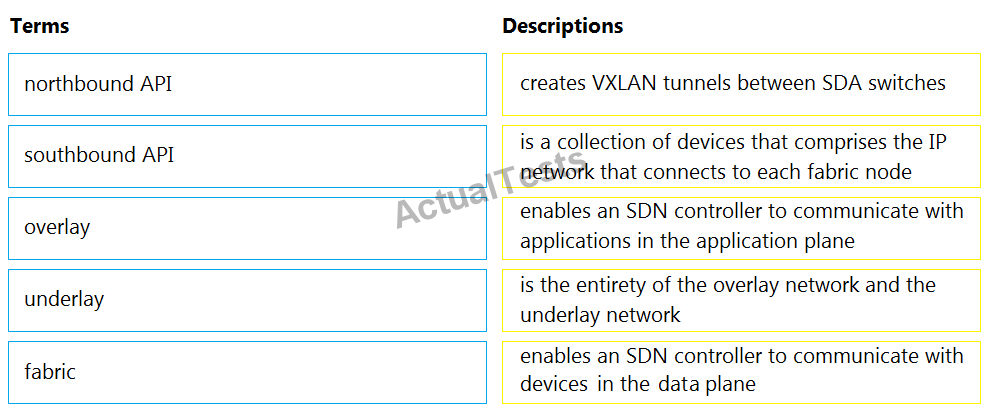 Terms
Descriptions
northbound API
creates VXLAN tunnels between SDA switches
southbound API
is a collection of devices that comprises the IP
network that connects to each fabric node
overlay
enables an SDN controller to communicate with
applications in the application plane
underlay
is the entirety of the overlay network and the
underlay network
fabric
enables an SDN controller to communicate with
devices in the data plane
ActualTests